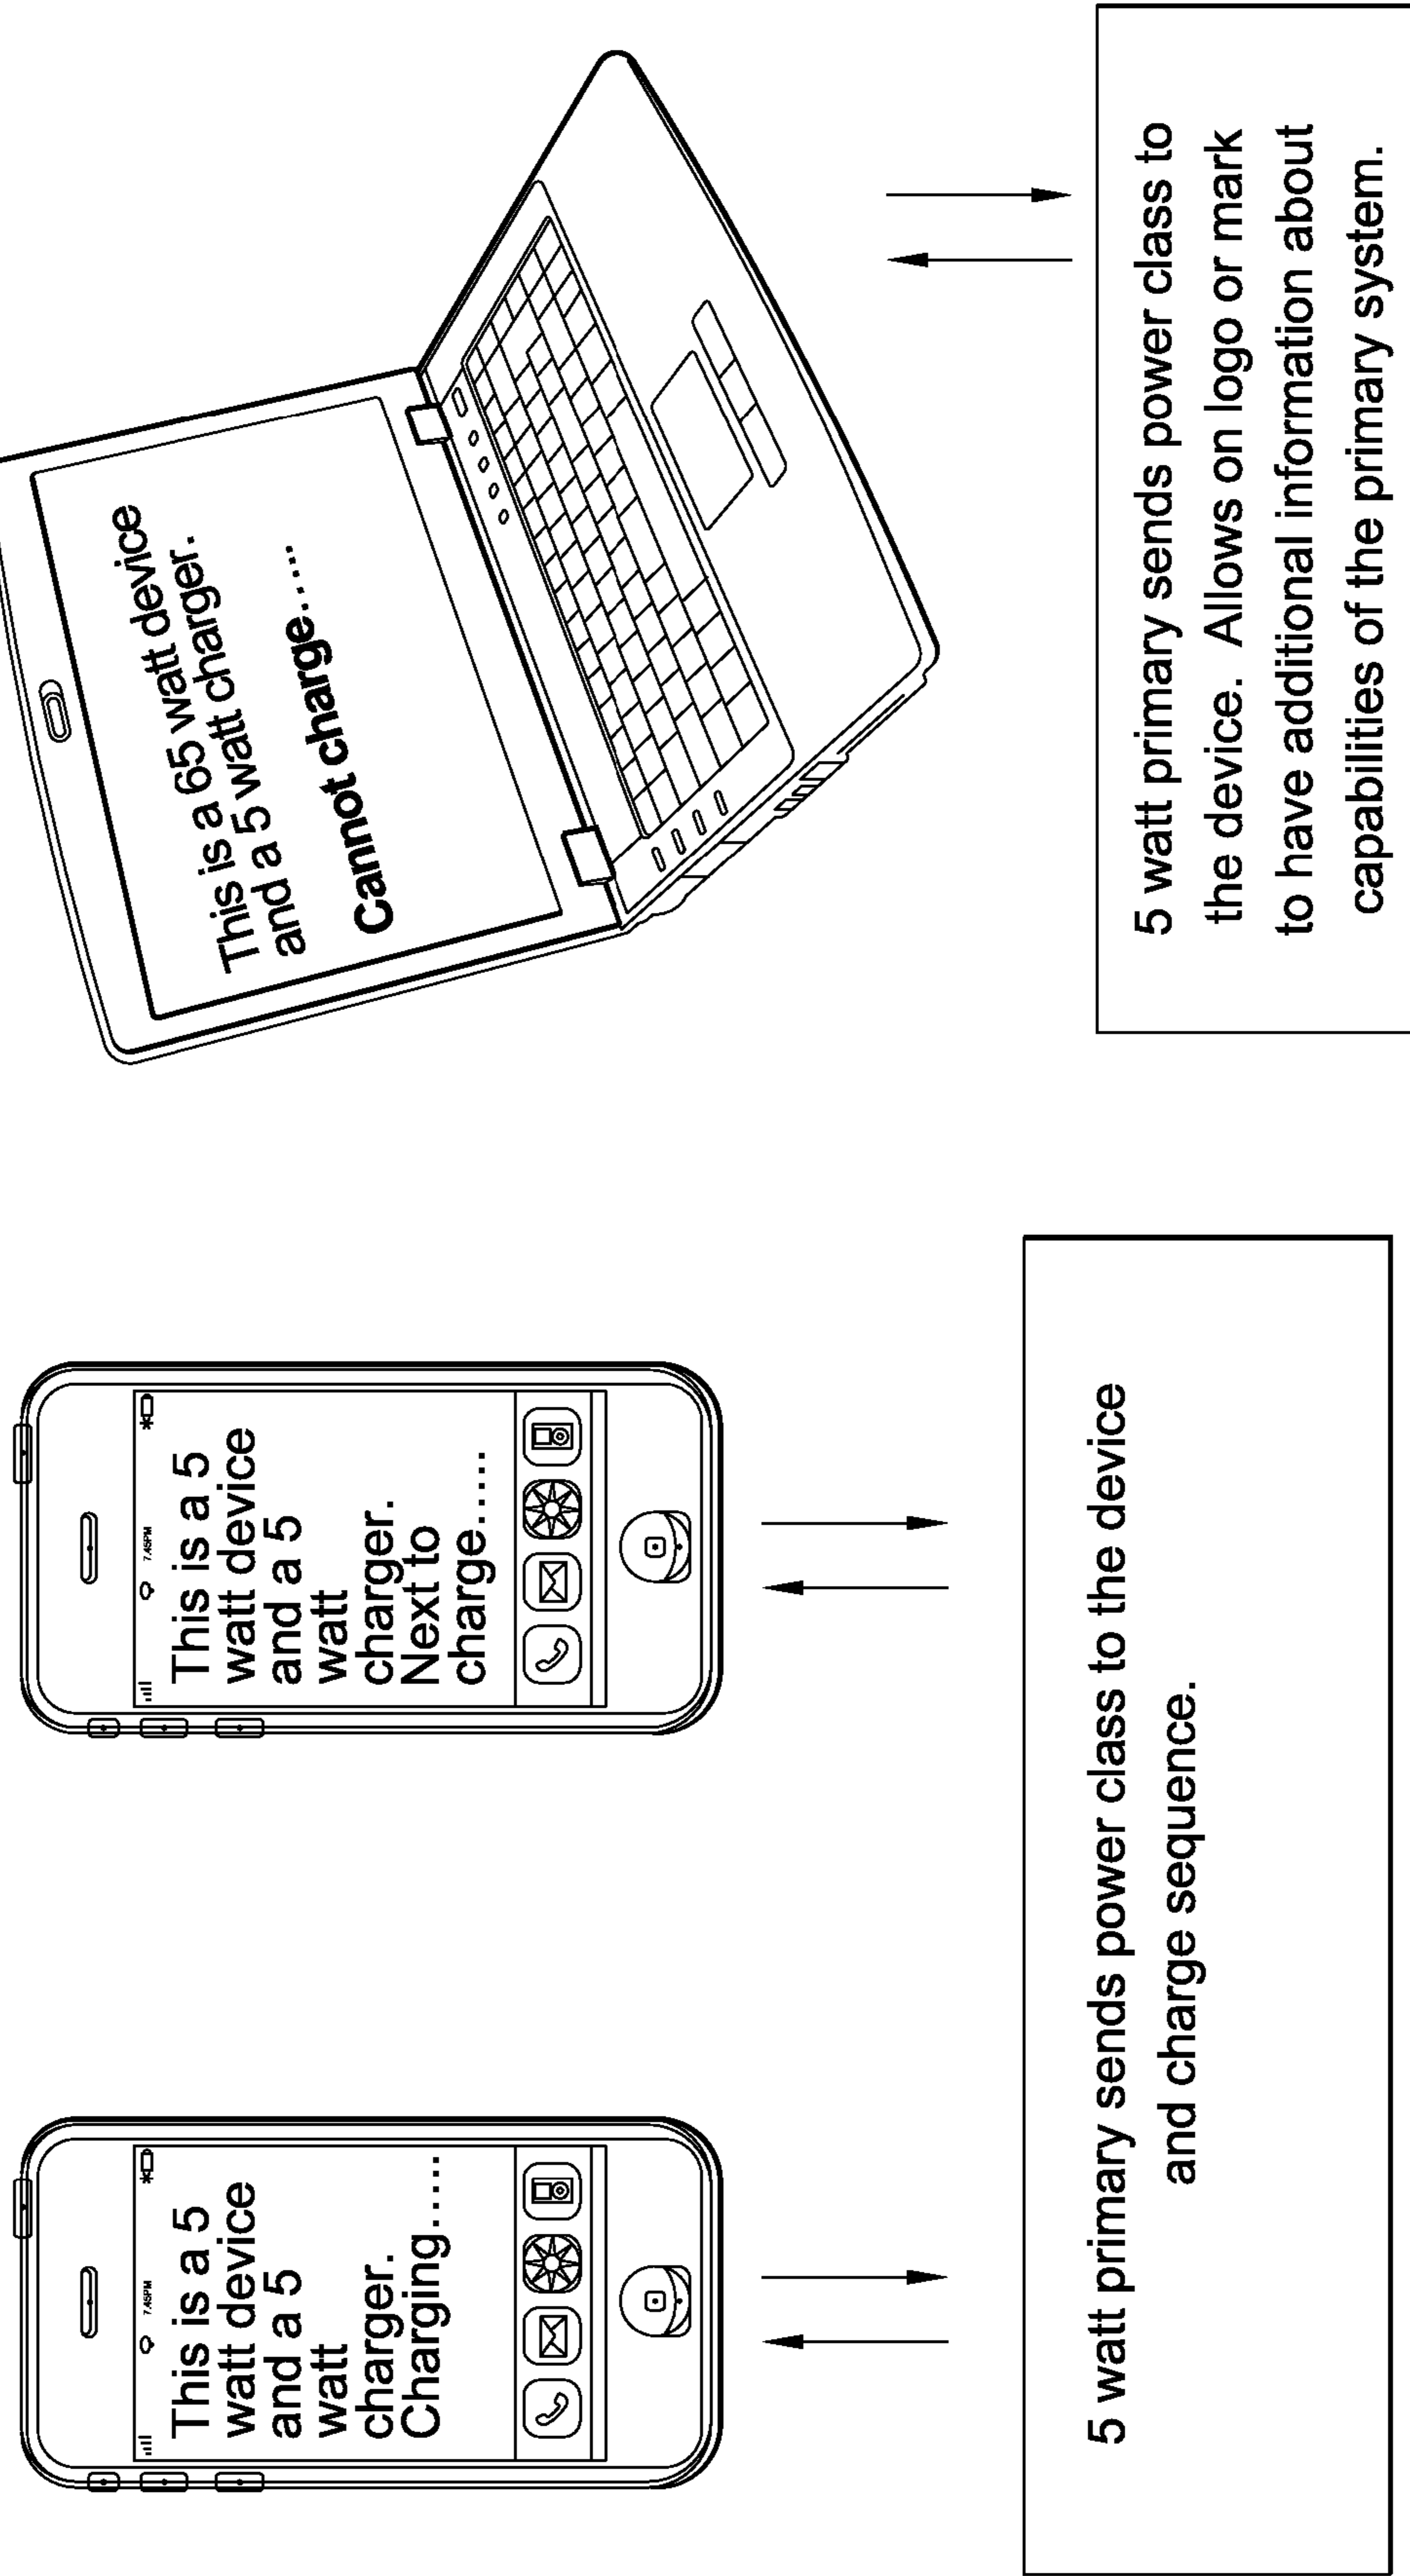 7.45PM
This is a 5
watt device
and a 5
watt
charger.
Charging.....
7.45PM
This is a 5
watt device
and a 5
watt
charger.
Next to
charge.....
This is a 65 watt device
and a 5 watt charger.
Cannot charge.....
5 watt primary sends power class to the device
and charge sequence.
5 watt primary sends power class to
the device.  Allows on logo or mark
to have additional information about
capabilities of the primary system.